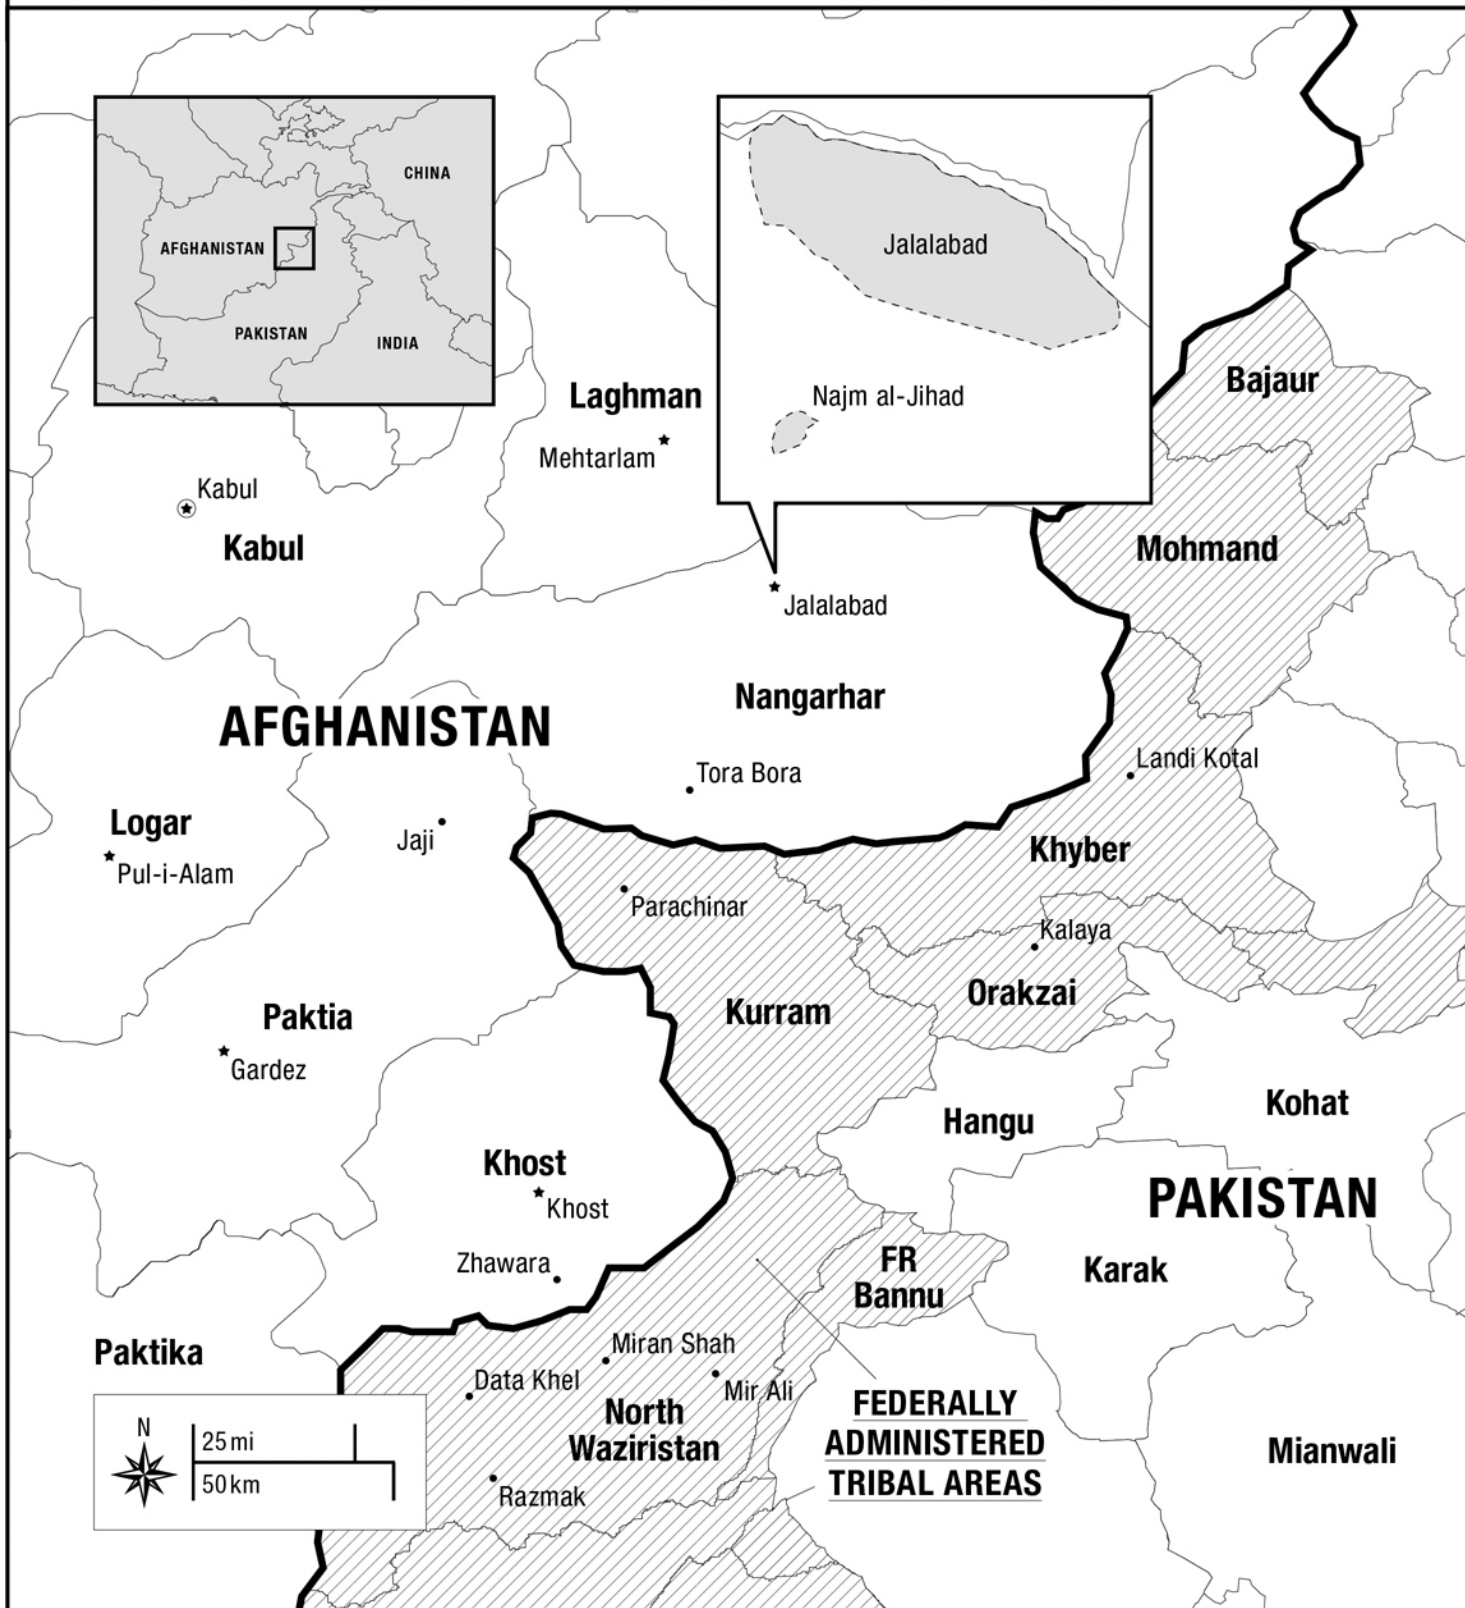 CHINA
AFGHANISTAN
PAKISTAN
INDIA
Jalalabad
Najm al-Jihad
Laghman
Mehtarlam
Bajaur
Kabul
Kabul
Mohmand
Jalalabad
Nangarhar
AFGHANISTAN
Tora Bora
Landi Kotal
Logar
Pul-i-Alam
Jaji
Khyber
Parachinar
Kalaya
Orakzai
Kurram
Paktia
Gardez
Hangu
Kohat
Khost
Khost
PAKISTAN
Zhawara
FR
Bannu
Karak
Paktika
Miran Shah
Data Khel
Mir Ali
North
Waziristan
Razmak
FEDERALLY
ADMINISTERED
TRIBAL AREAS
Mianwali
N
25 mi
50 km